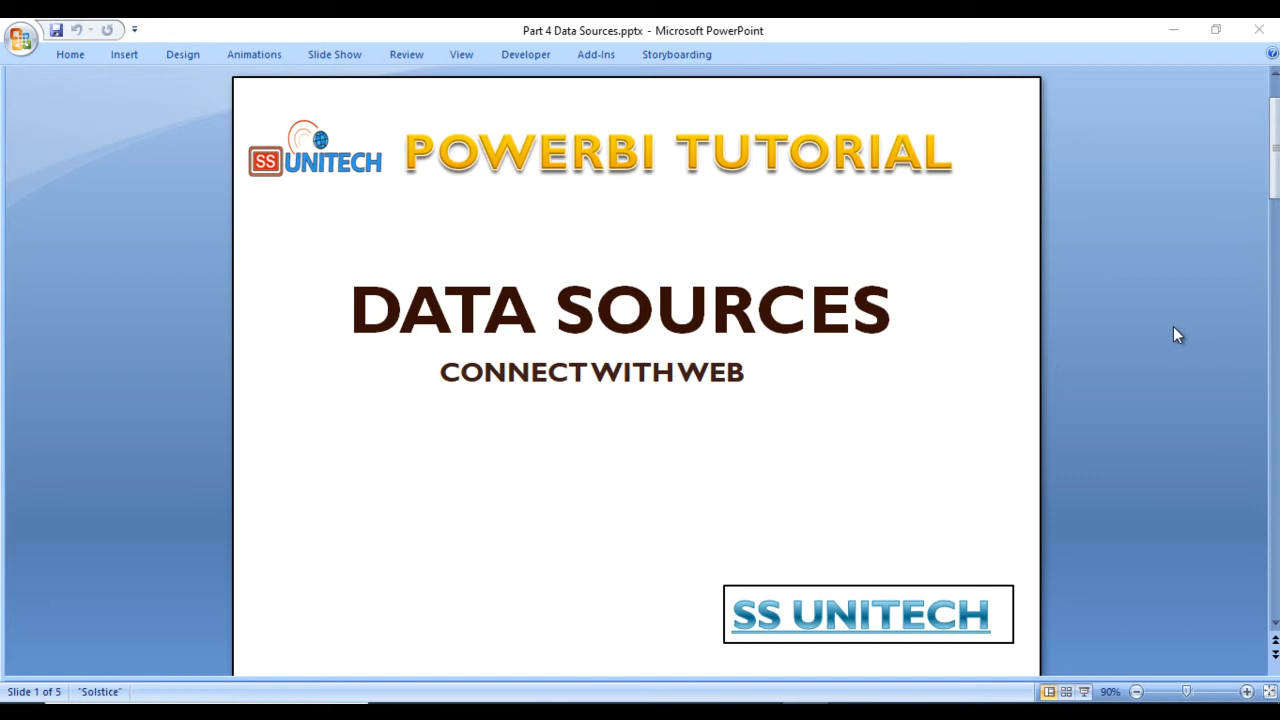 Part 4 Data Sources.pptx - Microsoft PowerPoint
Home Insert Design Slide Show Animations Review View Developer Add-Ins Storyboarding
SS UNITECH POWERBI TUTORIAL
DATA SOURCES
CONNECT WITH WEB
SS UNITECH
Slide 1 of 5 "Solstice" 90%